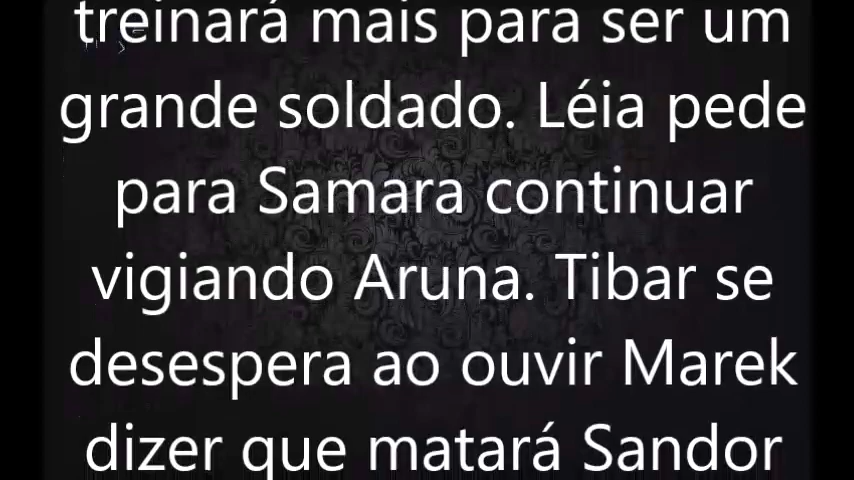 treinará mais para ser um
grande soldado. Léia pede
para Samara continuar
vigiando Aruna. Tibar se
desespera ao ouvir Marek
dizer que matará Sandor